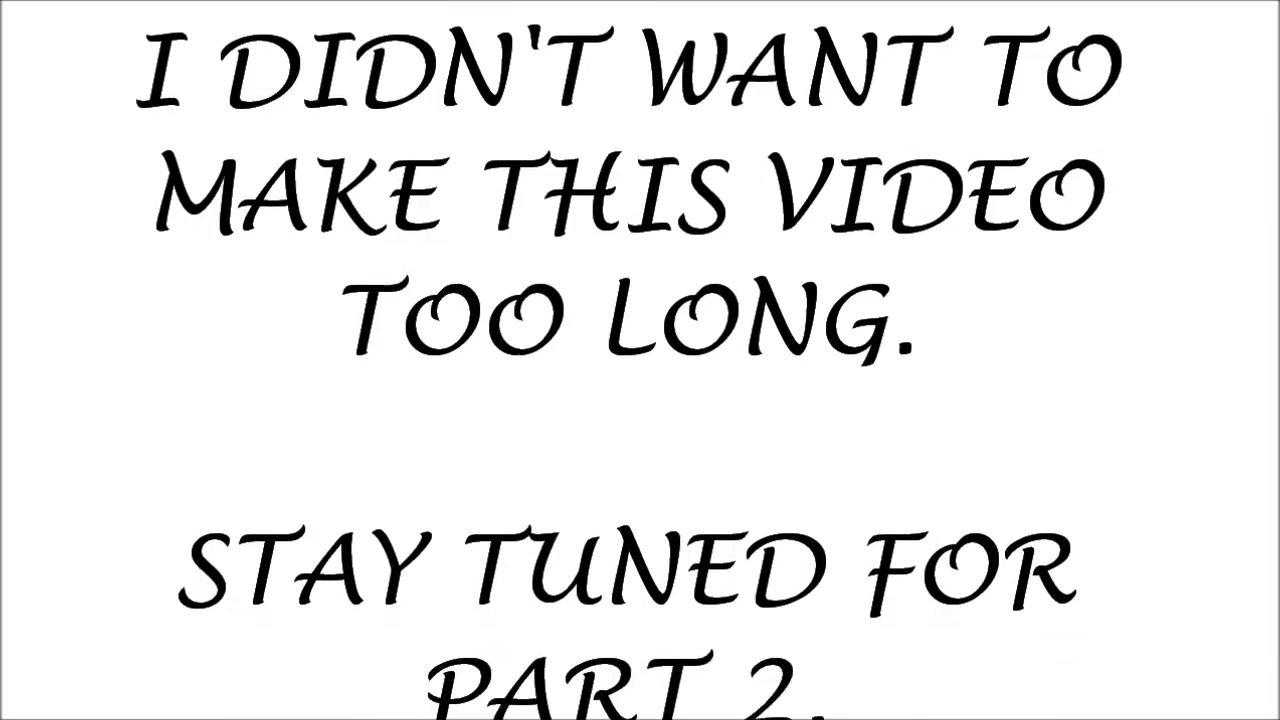 I DIDN'T WANT TO
MAKE THIS VIDEO
TOO LONG.
STAY TUNED FOR
PART 2.